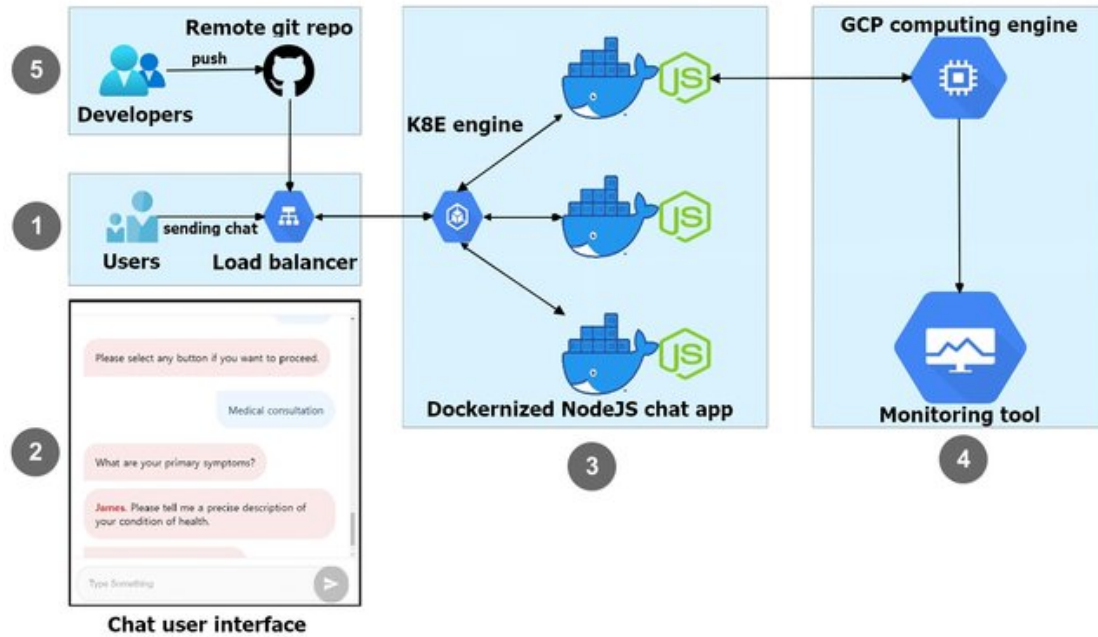 Remote git repo
GCP computing engine
5
push
Developers
K8E engine
1
sending chat
Users
Load balancer
JS
JS
JS
Dockernized NodeJS chat app
Monitoring tool
3
4
2
Please select any button if you want to proceed.
Medical consultation
What are your primary symptoms?
James. Please tell me a precise description of
your condition of health.
Type Something
Chat user interface